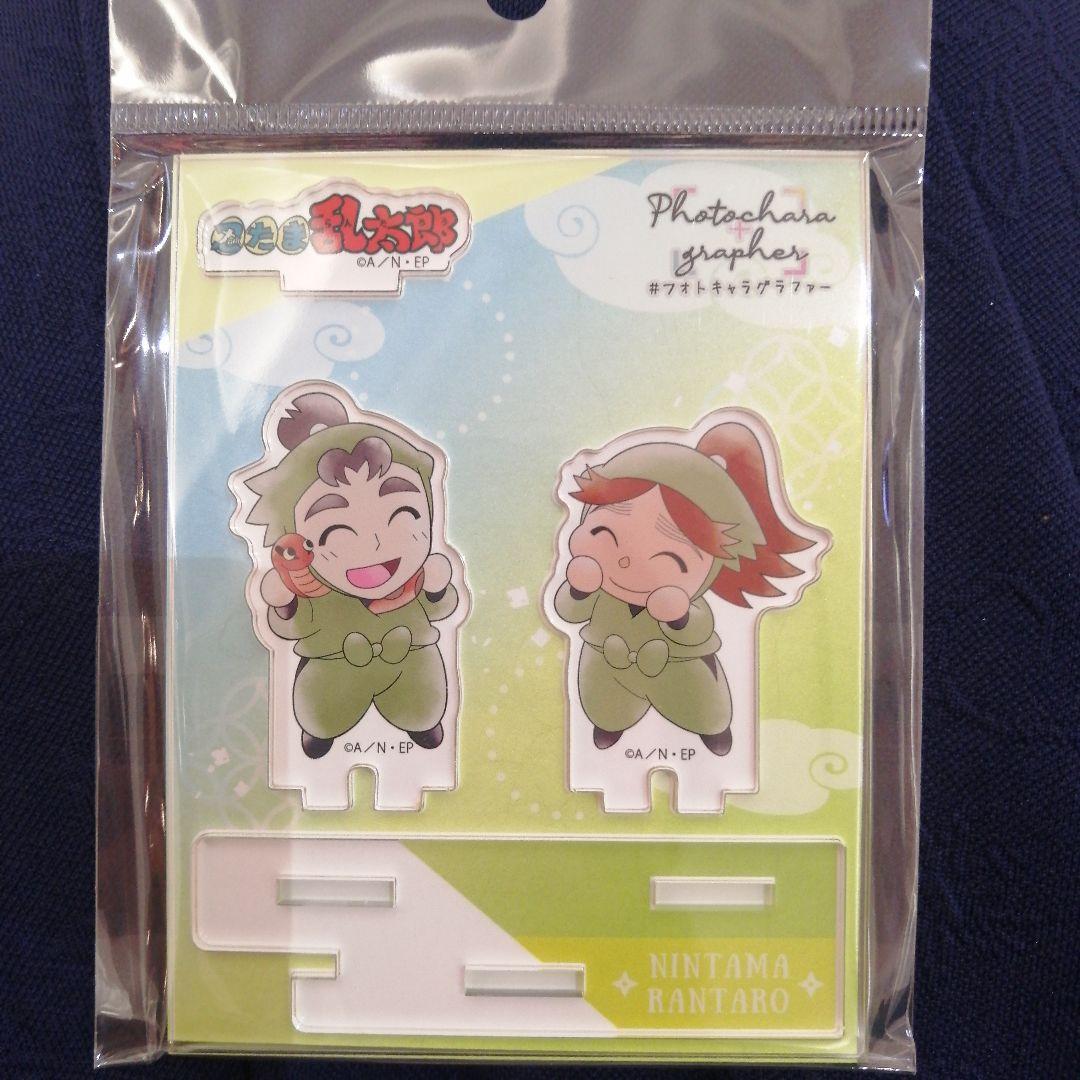 忍たま乱太郎
©A／N・EP
Photochara
+
grapher
#フォトキャラグラファー
©A／N・EP
©A／N・EP
NINTAMA
RANTARO